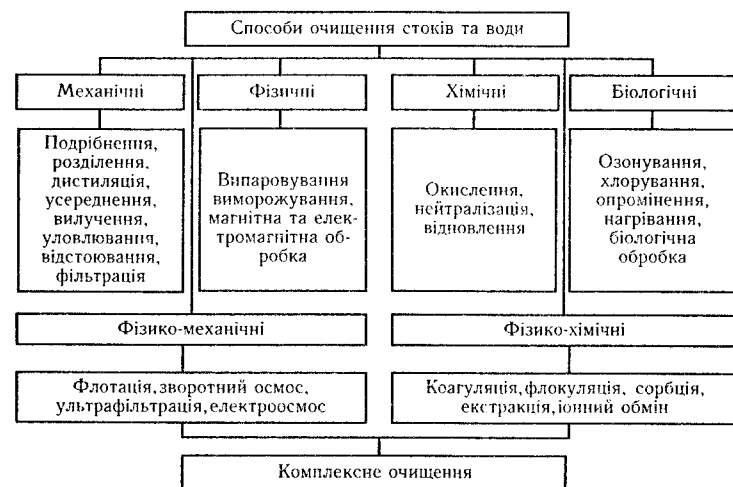 Способи очищення стоків та води
Механічні
Фізичні
Хімічні
Біологічні
Подрібнення,
розділення,
дистиляція,
усереднення,
вилучення,
уловлювання,
відстоювання,
фільтрація
Випаровування
виморожування,
магнітна та елек-
тромагнітна об-
робка
Окислення,
нейтралізація,
відновлення
Озонування,
хлорування,
опромінення,
нагрівання,
біологічна
обробка
Фізико-механічні
Фізико-хімічні
Флотація, зворотний осмос,
ультрафільтрація, електроосмос
Коагуляція, флокуляція, сорбція,
екстракція, іонний обмін
Комплексне очищення